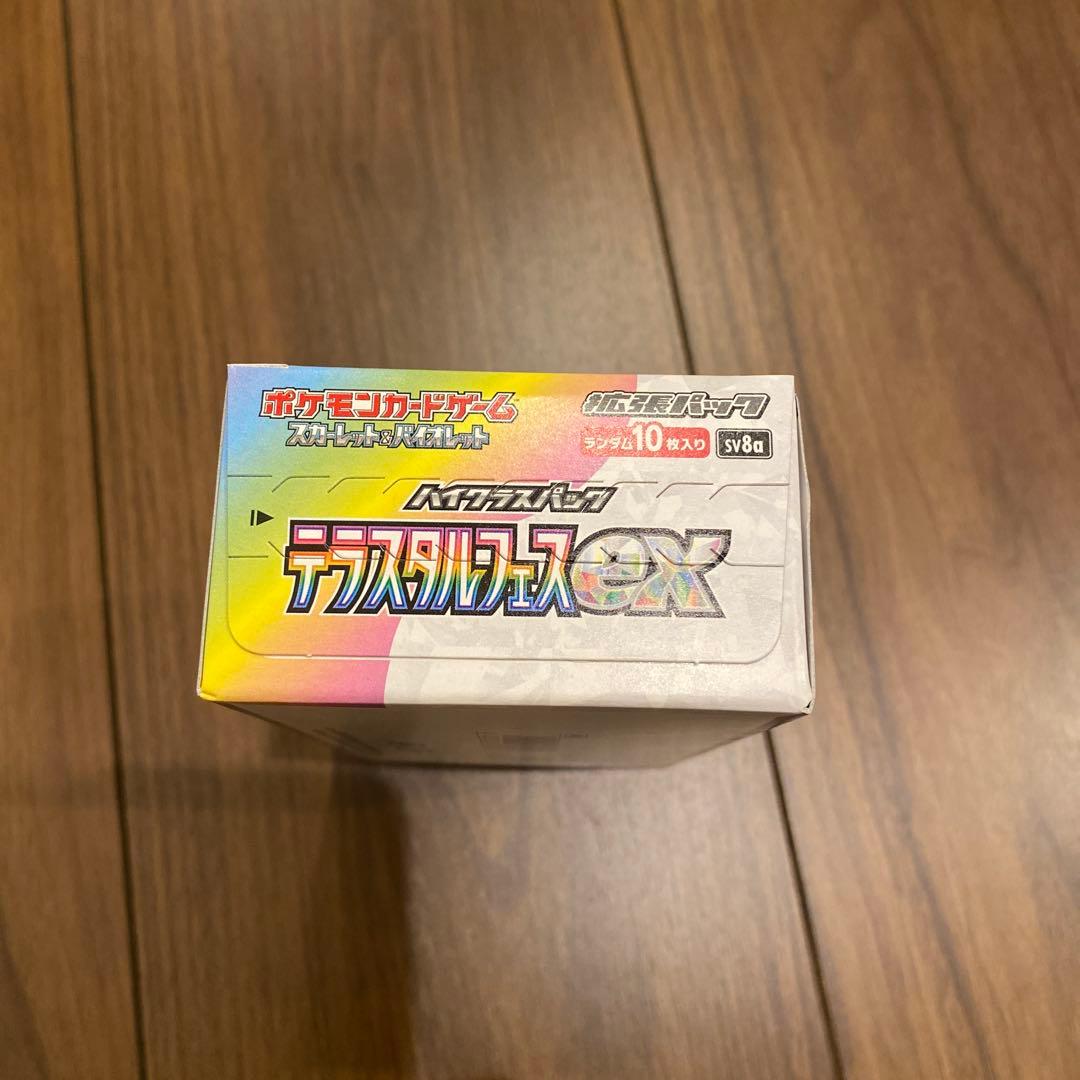 ポケモンカードゲーム™
スカーレット&バイオレット
拡張パック
ランダム10枚入り
SV8a
ハイクラスパック
テラスタルフェスex